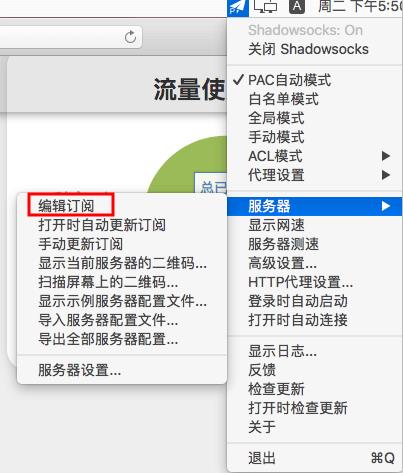 周二 下午5:50
Shadowsocks: On
关闭 Shadowsocks
流量使
✓ PAC自动模式
白名单模式
全局模式
手动模式
ACL模式
代理设置
总已
服务器
显示网速
服务器测速
高级设置...
HTTP代理设置...
登录时自动启动
打开时自动连接
显示日志...
反馈
检查更新
打开时检查更新
关于
退出 ⌘Q
编辑订阅
打开时自动更新订阅
手动更新订阅
显示当前服务器的二维码...
扫描屏幕上的二维码...
显示示例服务器配置文件...
导入服务器配置文件...
导出全部服务器配置...
服务器设置...